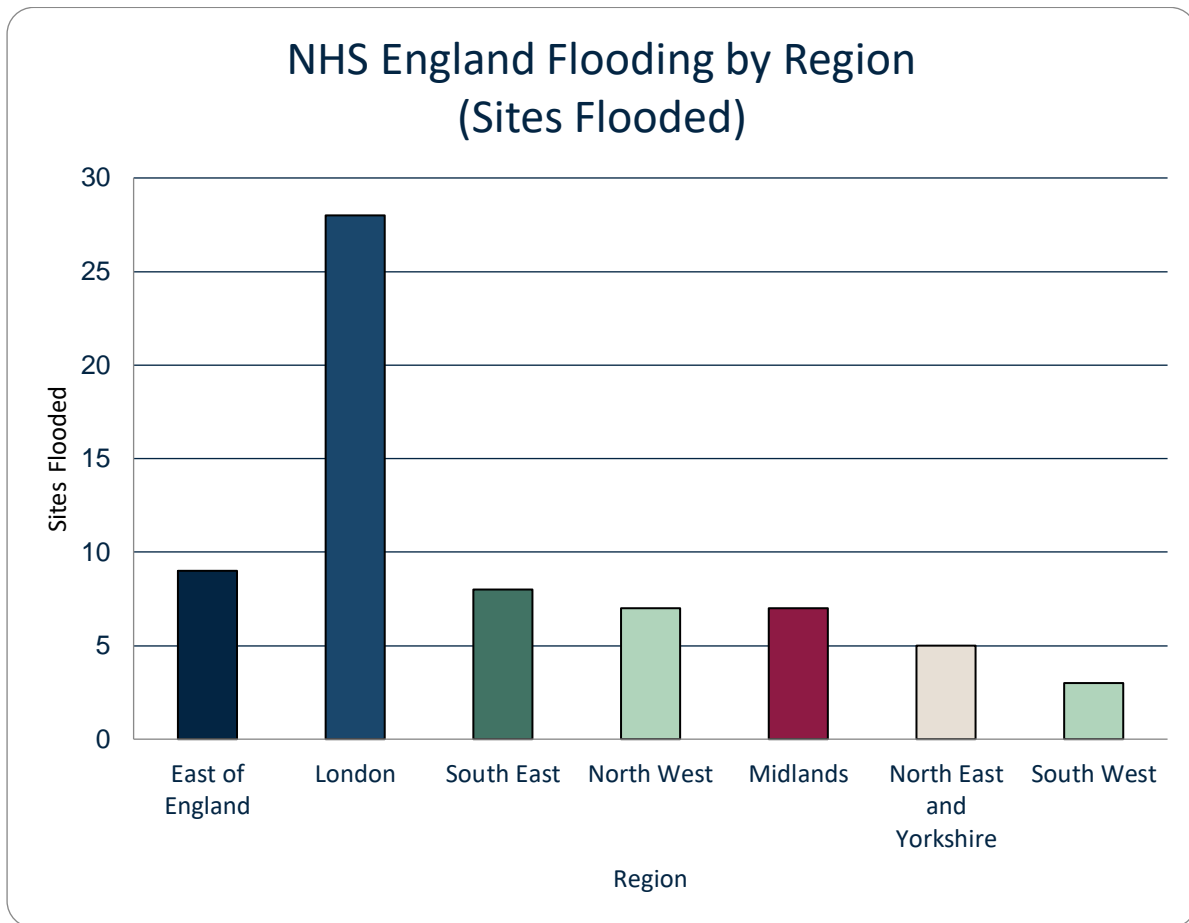 NHS England Flooding by Region
(Sites Flooded)
30
25
20
15
10
5
0
Sites Flooded
East of
England
London
South East
North West
Midlands
North East
and
Yorkshire
South West
Region